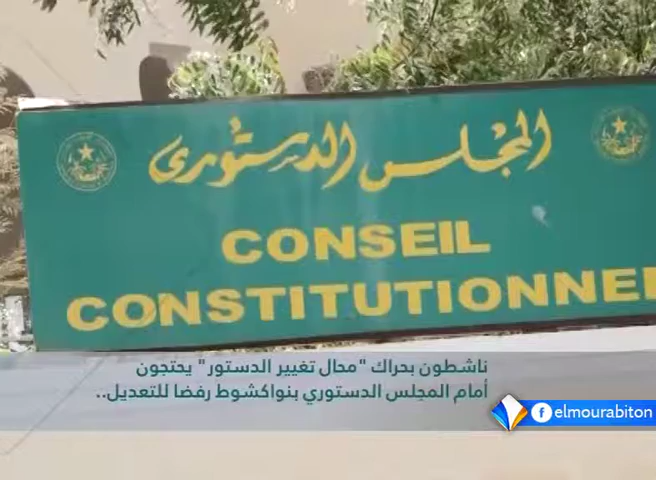 المجلس الدستوري
CONSEIL
CONSTITUTIONNEL
ناشطون بحراك "محال تغيير الدستور" يحتجون
أمام المجلس الدستوري بنواكشوط رفضا للتعديل..
elmourabiton